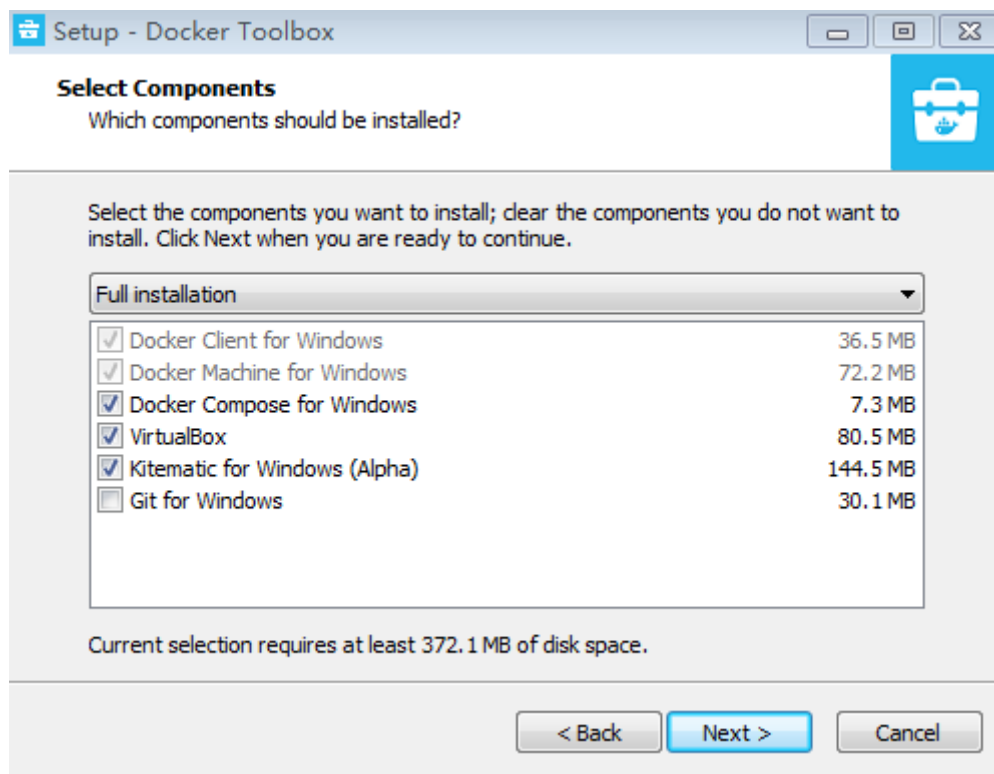 Setup - Docker Toolbox
Select Components
Which components should be installed?
Select the components you want to install; clear the components you do not want to
install. Click Next when you are ready to continue.
Full installation
Docker Client for Windows 36.5 MB
Docker Machine for Windows 72.2 MB
Docker Compose for Windows 7.3 MB
VirtualBox 80.5 MB
Kitematic for Windows (Alpha) 144.5 MB
Git for Windows 30.1 MB
Current selection requires at least 372.1 MB of disk space.
< Back Next > Cancel